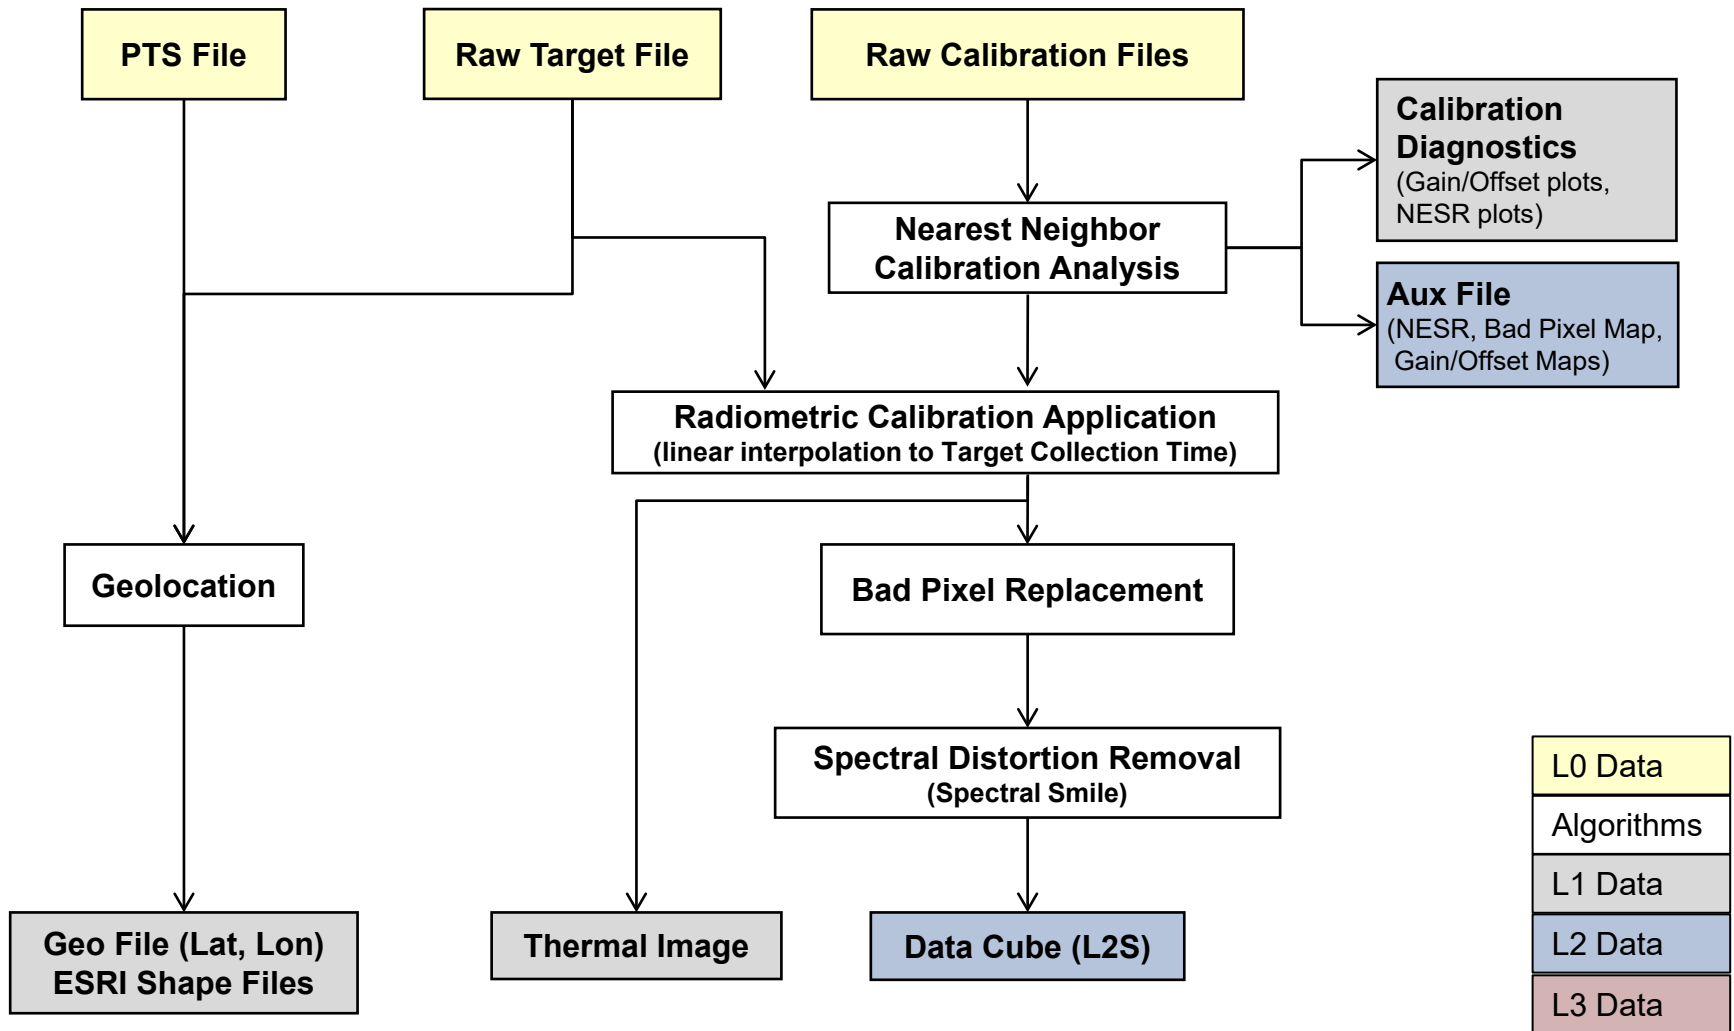 PTS File
Raw Target File
Raw Calibration Files
Calibration
Diagnostics
(Gain/Offset plots,
NESR plots)
Nearest Neighbor
Calibration Analysis
Aux File
(NESR, Bad Pixel Map,
Gain/Offset Maps)
Radiometric Calibration Application
(linear interpolation to Target Collection Time)
Geolocation
Bad Pixel Replacement
Spectral Distortion Removal
(Spectral Smile)
Geo File (Lat, Lon)
ESRI Shape Files
Thermal Image
Data Cube (L2S)
L0 Data
Algorithms
L1 Data
L2 Data
L3 Data